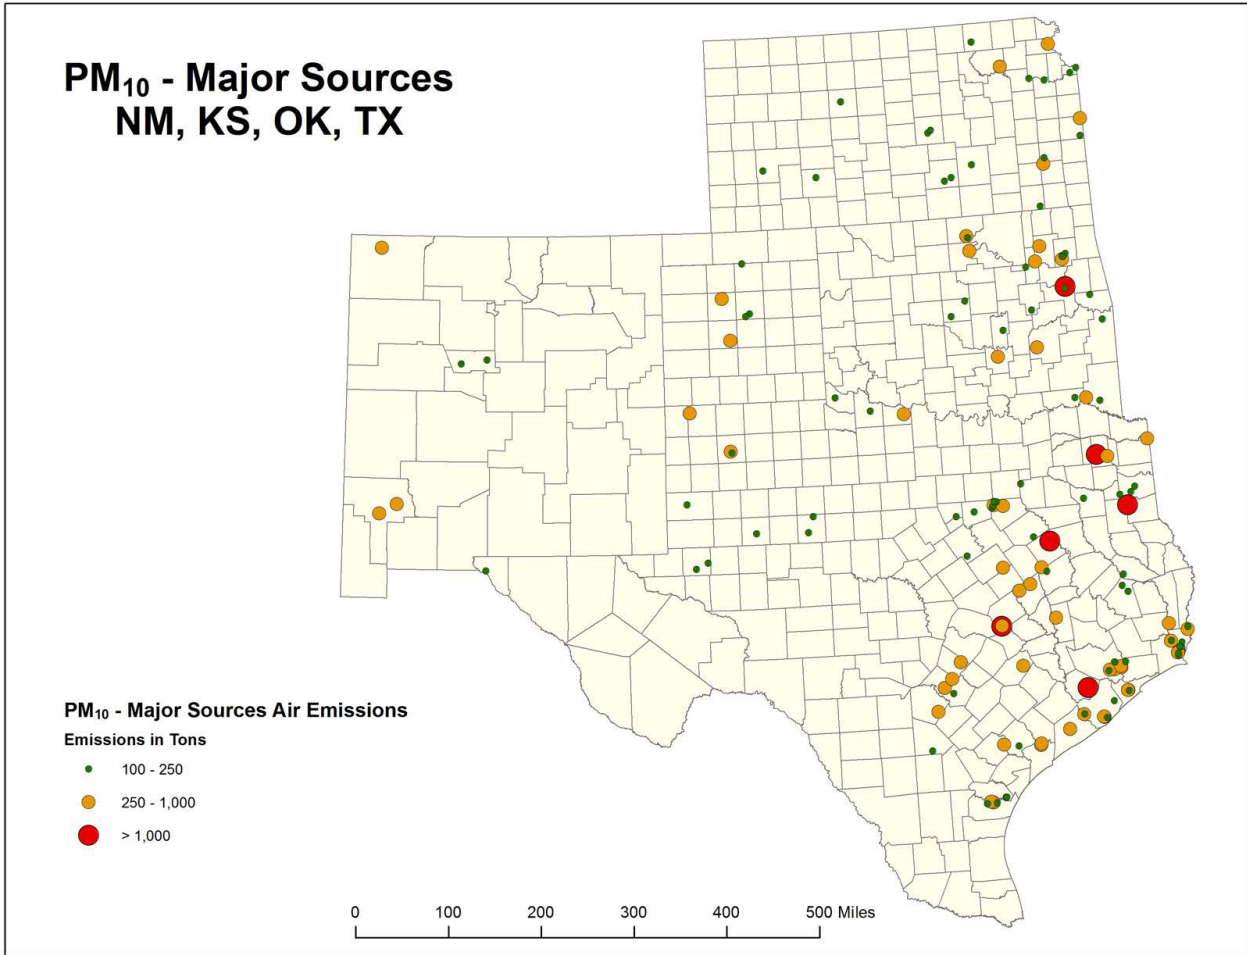 PM₁₀ - Major Sources
NM, KS, OK, TX
PM₁₀ - Major Sources Air Emissions
Emissions in Tons
100 - 250
250 - 1,000
> 1,000
0 100 200 300 400 500 Miles